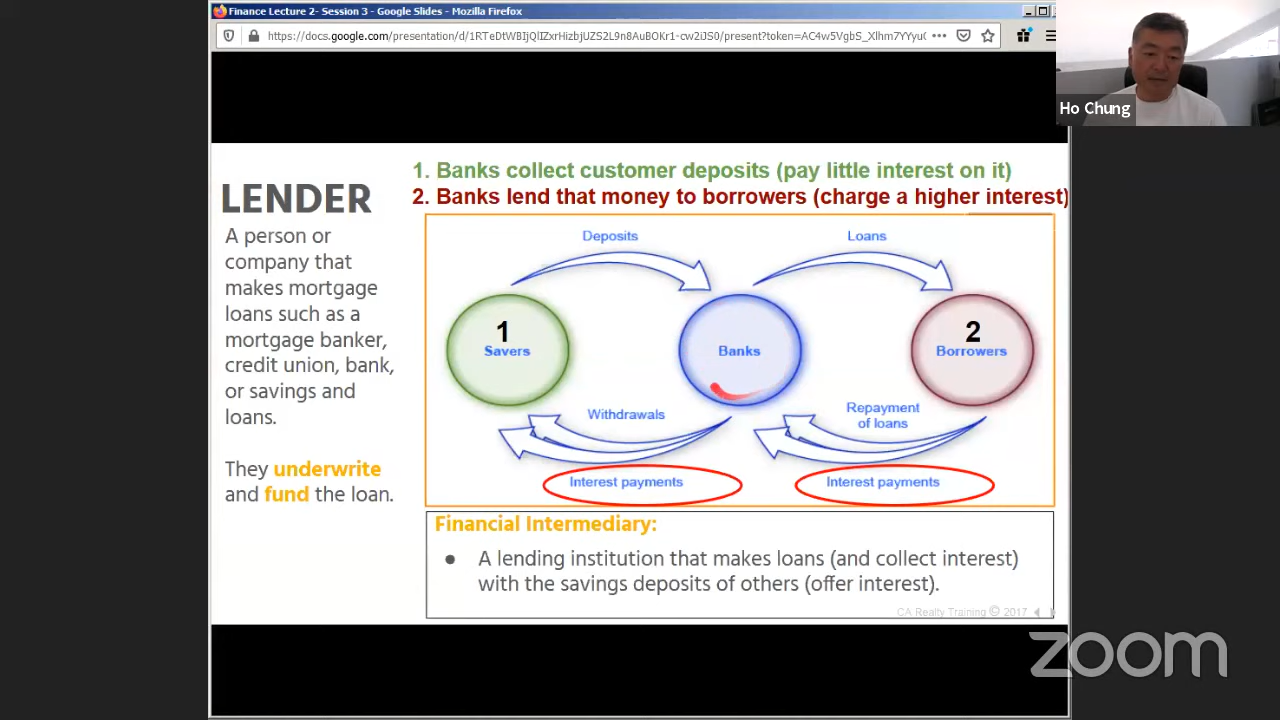 Finance Lecture 2- Session 3 - Google Slides - Mozilla Firefox
Ho Chung
LENDER
A person or
company that
makes mortgage
loans such as a
mortgage banker,
credit union, bank,
or savings and
loans.
They underwrite
and fund the loan.
1. Banks collect customer deposits (pay little interest on it)
2. Banks lend that money to borrowers (charge a higher interest)
Deposits
Loans
1
Savers
Banks
2
Borrowers
Withdrawals
Repayment
of loans
Interest payments
Interest payments
Financial Intermediary:
● A lending institution that makes loans (and collect interest)
with the savings deposits of others (offer interest).
CA Realty Training © 2017
zoom